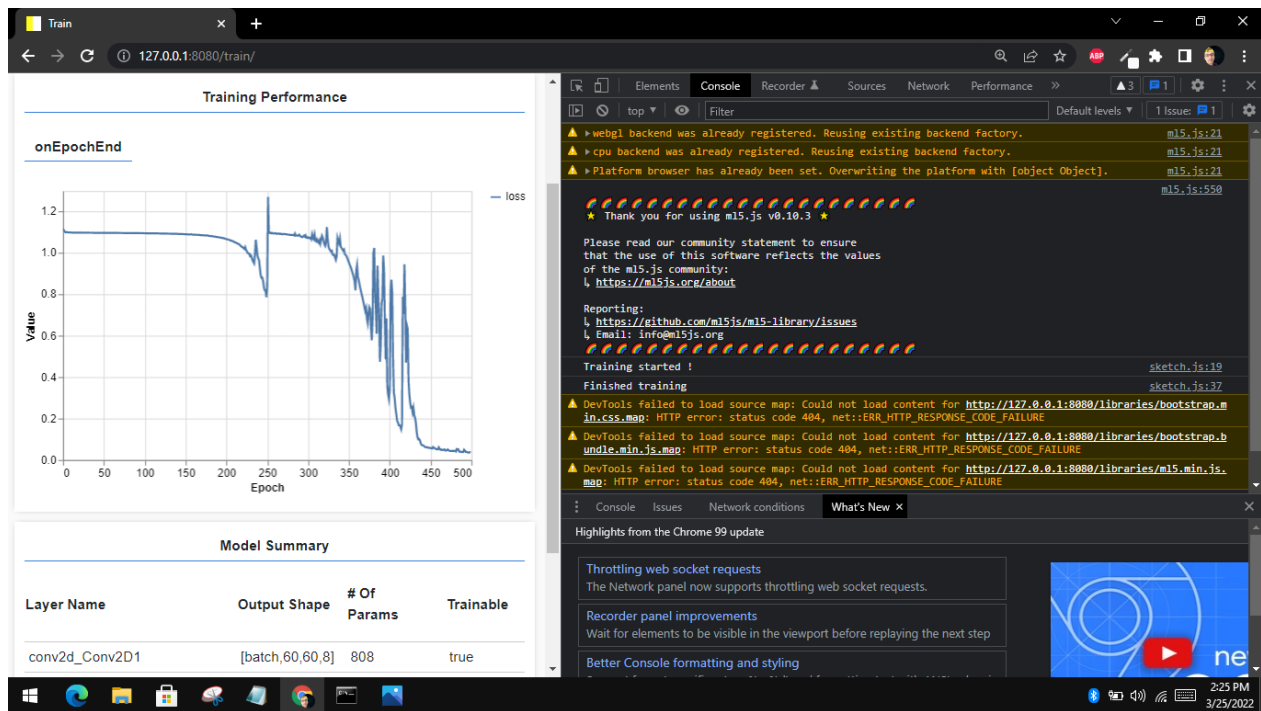 Train
127.0.0.1:8080/train/
ABP
Training Performance
onEpochEnd
loss
1.2
1.0
0.8
0.6
0.4
0.2
0.0
Value
0 50 100 150 200 250 300 350 400 450 500
Epoch
Model Summary
Layer Name Output Shape # Of Params Trainable
conv2d_Conv2D1 [batch,60,60,8] 808 true
Elements Console Recorder Sources Network Performance » 3 1
top ▼ Filter Default levels ▼ 1 Issue: 1
webgl backend was already registered. Reusing existing backend factory. ml5.js:21
cpu backend was already registered. Reusing existing backend factory. ml5.js:21
Platform browser has already been set. Overwriting the platform with [object Object]. ml5.js:21
ml5.js:550
🌈🌈🌈🌈🌈🌈🌈🌈🌈🌈🌈🌈🌈🌈🌈🌈🌈🌈🌈🌈🌈
⭐ Thank you for using ml5.js v0.10.3 ⭐
Please read our community statement to ensure
that the use of this software reflects the values
of the ml5.js community:
↳ https://ml5js.org/about
Reporting:
↳ https://github.com/ml5js/ml5-library/issues
↳ Email: info@ml5js.org
🌈🌈🌈🌈🌈🌈🌈🌈🌈🌈🌈🌈🌈🌈🌈🌈🌈🌈🌈🌈🌈
Training started ! sketch.js:19
Finished training sketch.js:37
DevTools failed to load source map: Could not load content for http://127.0.0.1:8080/libraries/bootstrap.m
in.css.map: HTTP error: status code 404, net::ERR_HTTP_RESPONSE_CODE_FAILURE
DevTools failed to load source map: Could not load content for http://127.0.0.1:8080/libraries/bootstrap.b
undle.min.js.map: HTTP error: status code 404, net::ERR_HTTP_RESPONSE_CODE_FAILURE
DevTools failed to load source map: Could not load content for http://127.0.0.1:8080/libraries/ml5.min.js.
map: HTTP error: status code 404, net::ERR_HTTP_RESPONSE_CODE_FAILURE
Console Issues Network conditions What's New ×
Highlights from the Chrome 99 update
Throttling web socket requests
The Network panel now supports throttling web socket requests.
Recorder panel improvements
Wait for elements to be visible in the viewport before replaying the next step
Better Console formatting and styling
ne
2:25 PM
3/25/2022